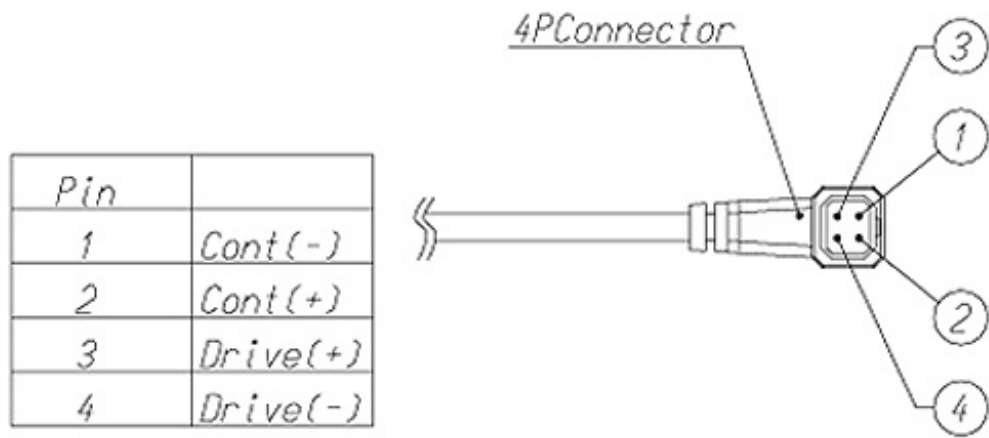 4PConnector
3
1
2
4
Pin
1 Cont(-)
2 Cont(+)
3 Drive(+)
4 Drive(-)